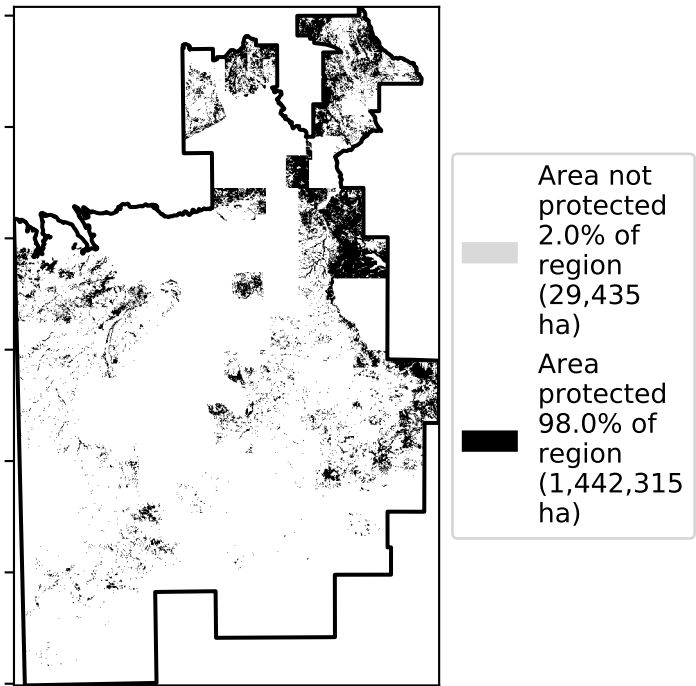 Area not
protected
2.0% of
region
(29,435
ha)
Area
protected
98.0% of
region
(1,442,315
ha)